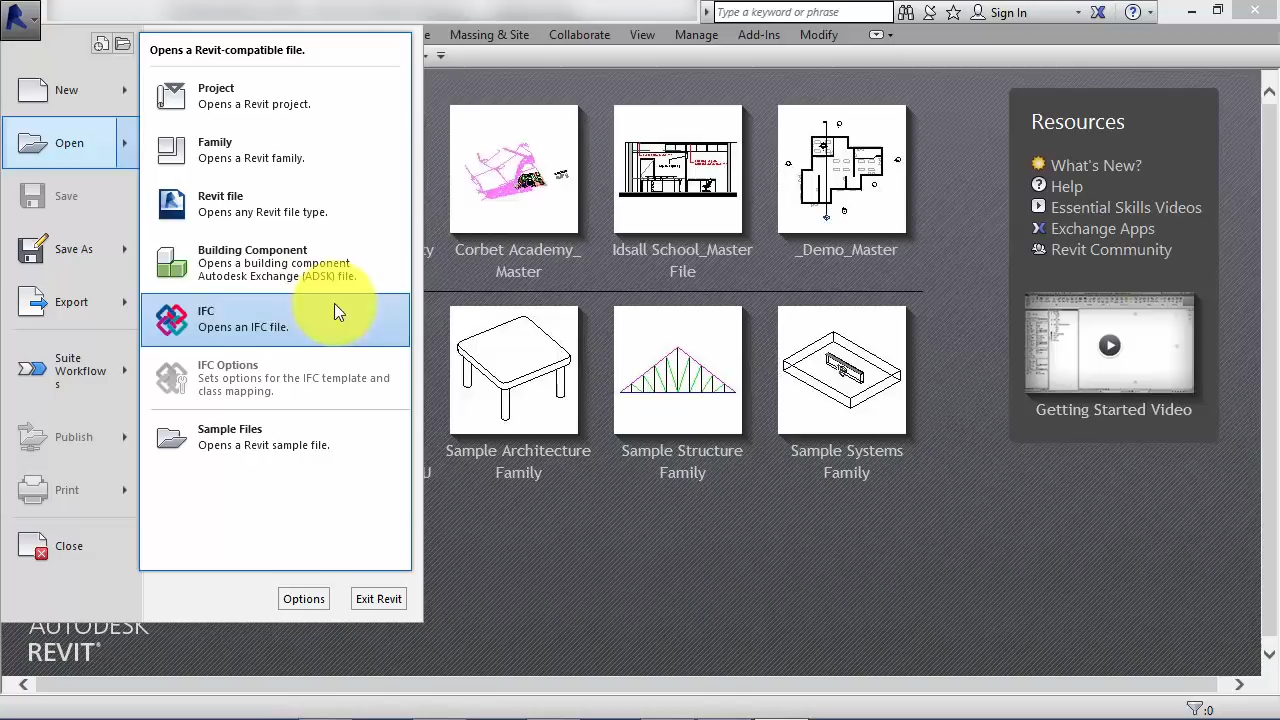 Type a keyword or phrase
Sign In
Massing & Site
Collaborate
View
Manage
Add-Ins
Modify
New
Open
Save
Save As
Export
Suite
Workflow
s
Publish
Print
Close
Opens a Revit-compatible file.
Project
Opens a Revit project.
Family
Opens a Revit family.
Revit file
Opens any Revit file type.
Building Component
Opens a building component
Autodesk Exchange (ADSK) file.
IFC
Opens an IFC file.
IFC Options
Sets options for the IFC template and
class mapping.
Sample Files
Opens a Revit sample file.
Options
Exit Revit
Corbet Academy_
Master
Idsall School_Master
File
_Demo_Master
Sample Architecture
Family
Sample Structure
Family
Sample Systems
Family
Resources
What's New?
Help
Essential Skills Videos
Exchange Apps
Revit Community
Getting Started Video
AUTODESK
REVIT®
:0